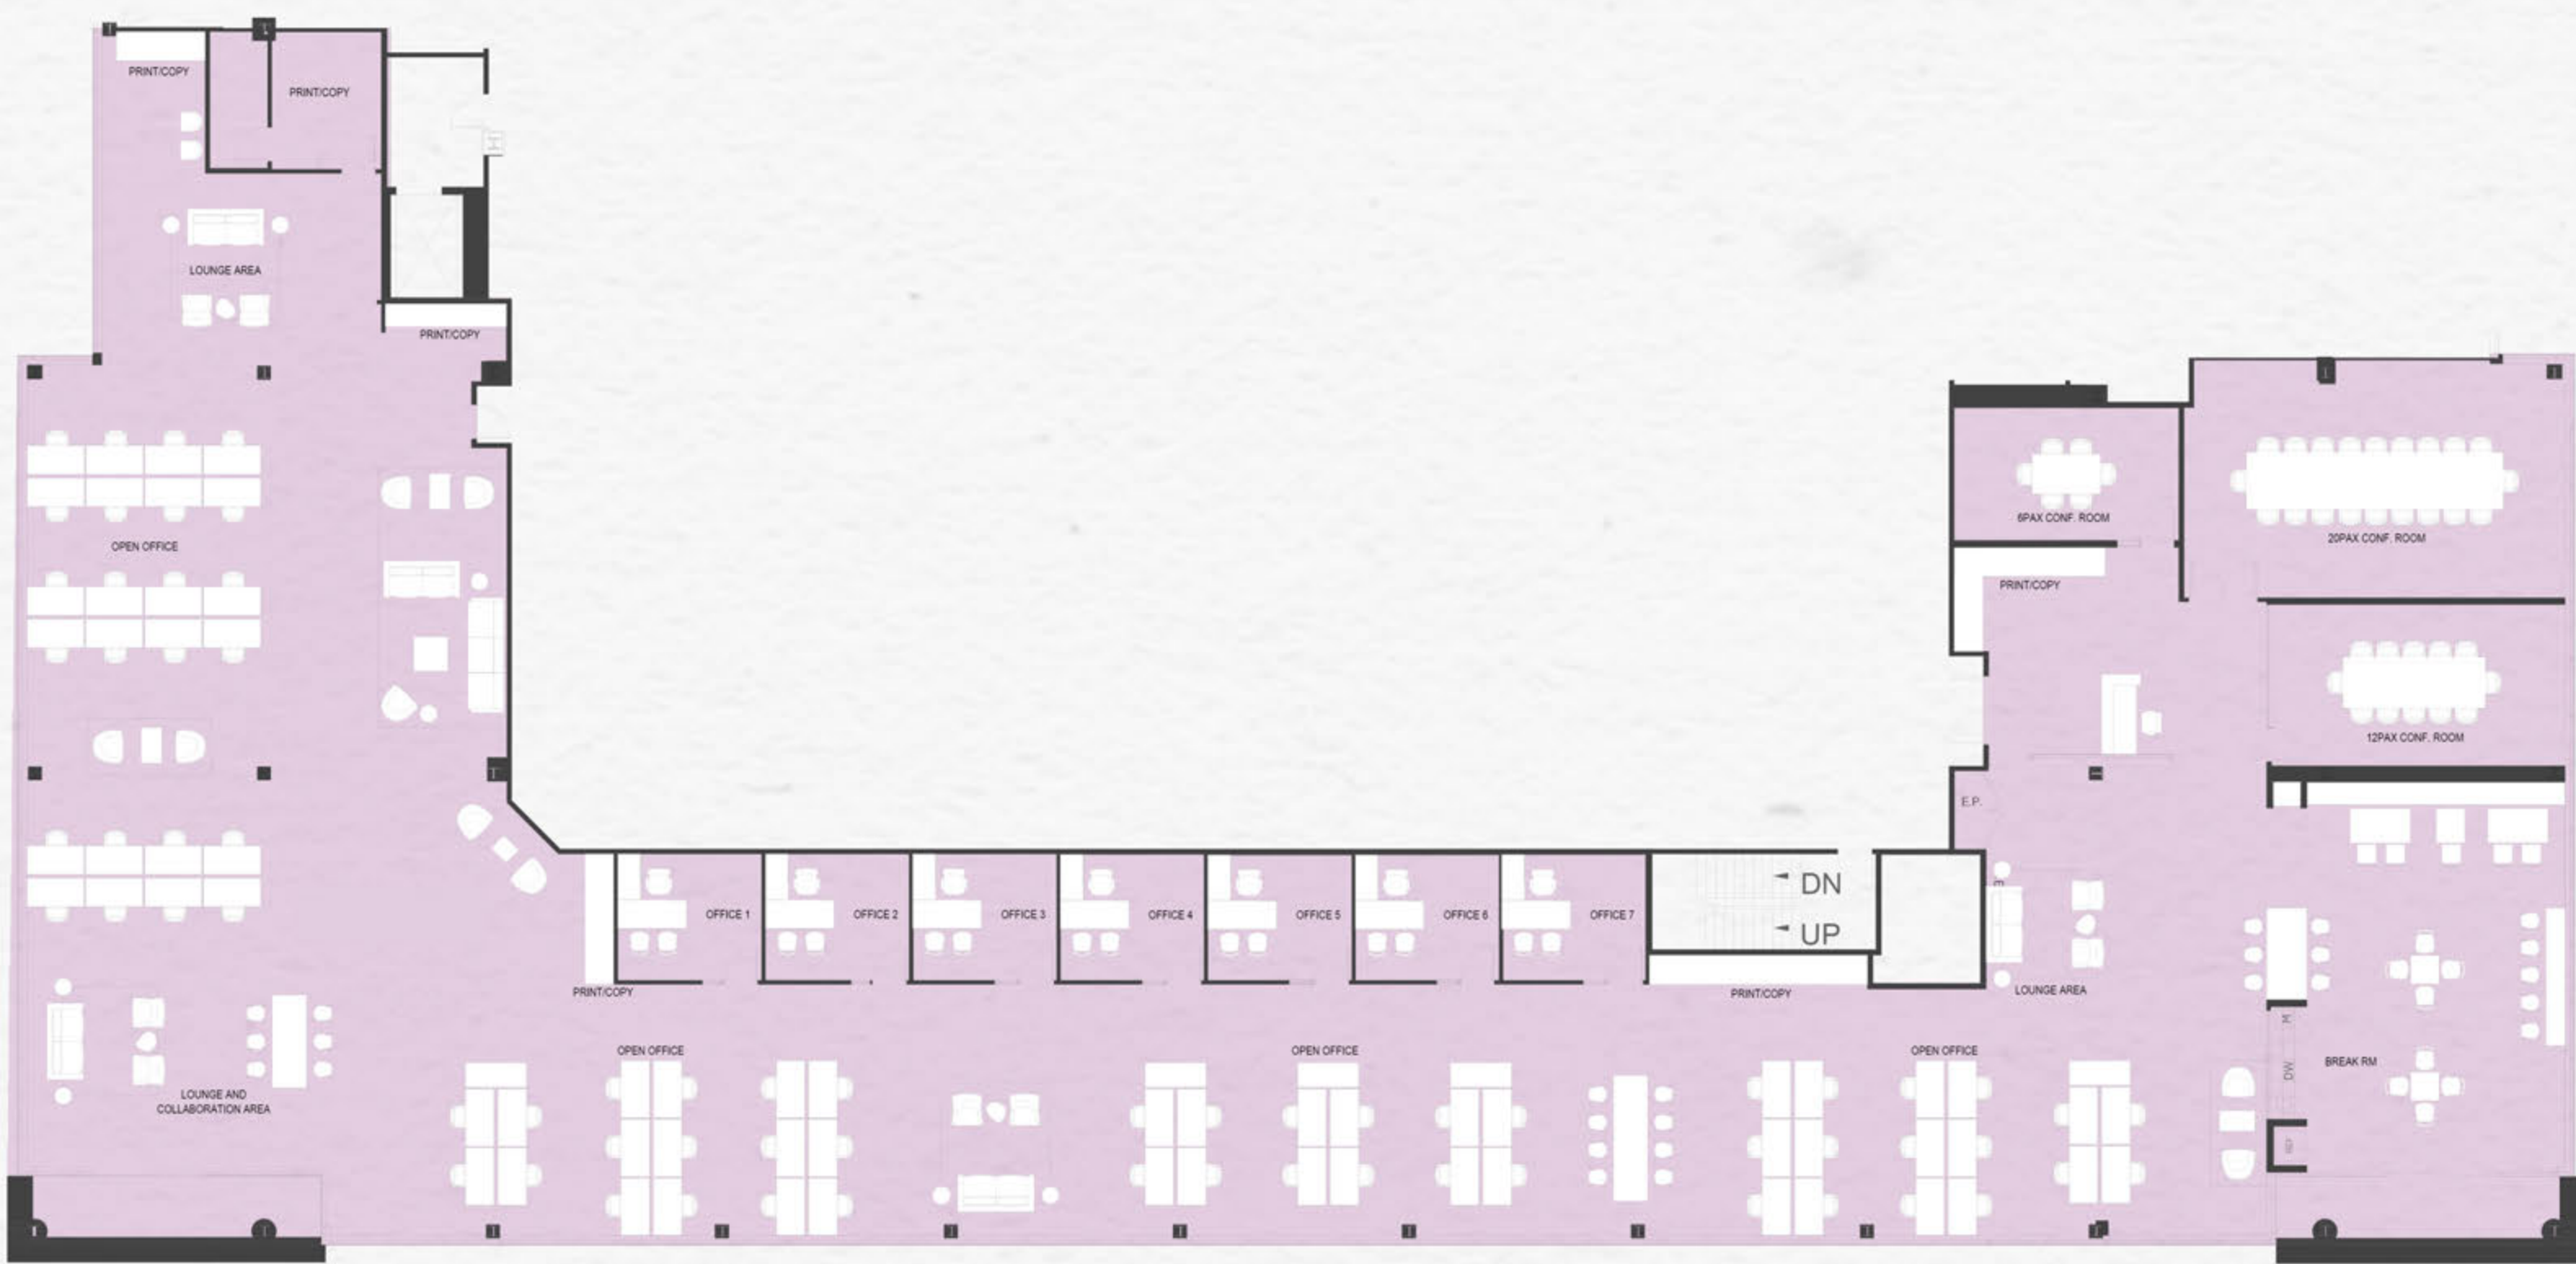 PRINT/COPY
PRINT/COPY
LOUNGE AREA
PRINT/COPY
OPEN OFFICE
6PAX CONF. ROOM
20PAX CONF. ROOM
PRINT/COPY
12PAX CONF. ROOM
E.P.
DN
UP
OFFICE 1
OFFICE 2
OFFICE 3
OFFICE 4
OFFICE 5
OFFICE 6
OFFICE 7
PRINT/COPY
PRINT/COPY
LOUNGE AREA
M
DW
BREAK RM
OPEN OFFICE
OPEN OFFICE
OPEN OFFICE
LOUNGE AND
COLLABORATION AREA